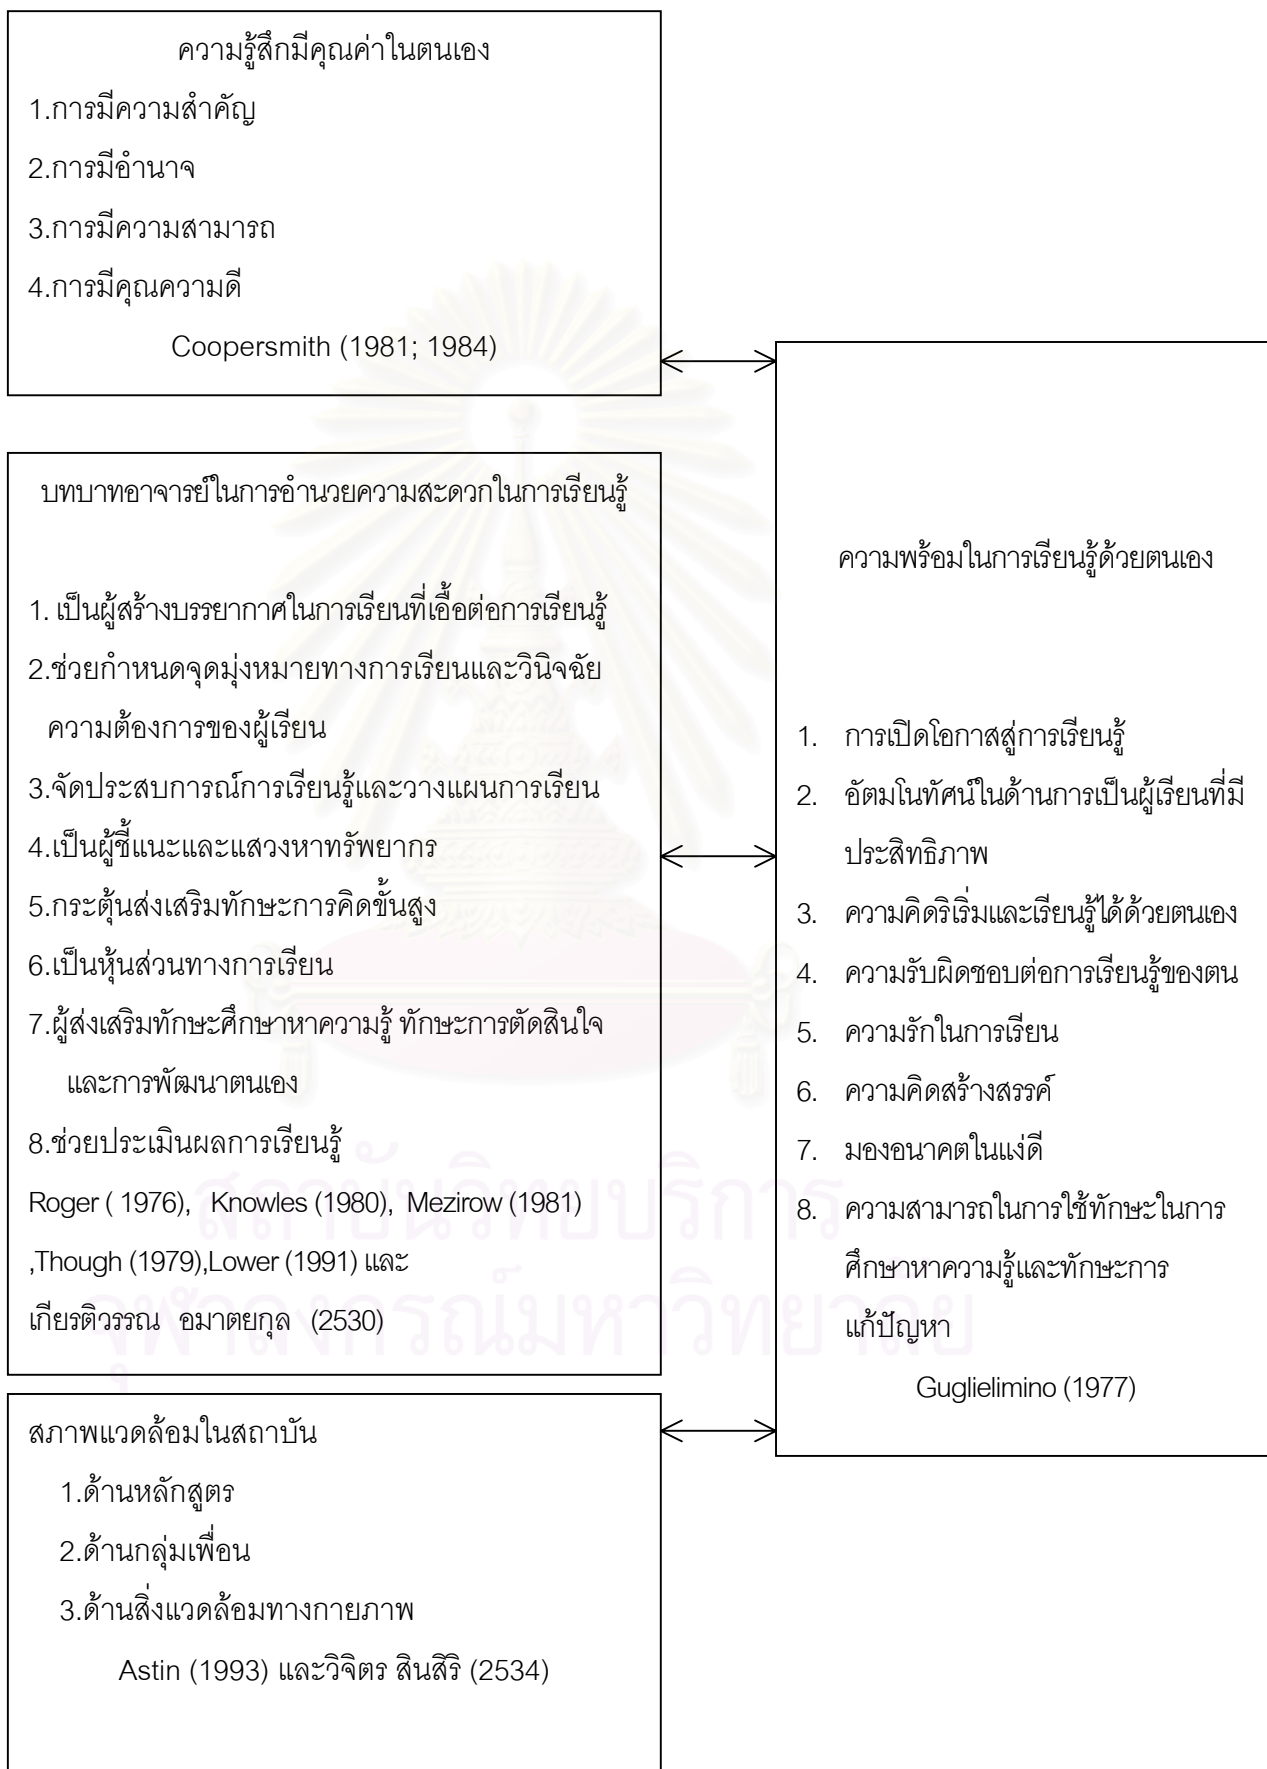 ความรู้สึกมีคุณค่าในตนเอง
1.การมีความสำคัญ
2.การมีอำนาจ
3.การมีความสามารถ
4.การมีคุณความดี
Coopersmith (1981; 1984)
บทบาทอาจารย์ในการอำนวยความสะดวกในการเรียนรู้
1. เป็นผู้สร้างบรรยากาศในการเรียนที่เอื้อต่อการเรียนรู้
2.ช่วยกำหนดจุดมุ่งหมายทางการเรียนและวินิจฉัย
ความต้องการของผู้เรียน
3.จัดประสบการณ์การเรียนรู้และวางแผนการเรียน
4.เป็นผู้ชี้แนะและแสวงหาทรัพยากร
5.กระตุ้นส่งเสริมทักษะการคิดขั้นสูง
6.เป็นหุ้นส่วนทางการเรียน
7.ผู้ส่งเสริมทักษะศึกษาหาความรู้ ทักษะการตัดสินใจ
และการพัฒนาตนเอง
8.ช่วยประเมินผลการเรียนรู้
Roger ( 1976), Knowles (1980), Mezirow (1981)
,Though (1979),Lower (1991) และ
เกียรติวรรณ อมาตยกุล (2530)
สภาพแวดล้อมในสถาบัน
1.ด้านหลักสูตร
2.ด้านกลุ่มเพื่อน
3.ด้านสิ่งแวดล้อมทางกายภาพ
Astin (1993) และวิจิตร สินสิริ (2534)
ความพร้อมในการเรียนรู้ด้วยตนเอง
1. การเปิดโอกาสสู่การเรียนรู้
2. อัตมโนทัศน์ในด้านการเป็นผู้เรียนที่มี
ประสิทธิภาพ
3. ความคิดริเริ่มและเรียนรู้ได้ด้วยตนเอง
4. ความรับผิดชอบต่อการเรียนรู้ของตน
5. ความรักในการเรียน
6. ความคิดสร้างสรรค์
7. มองอนาคตในแง่ดี
8. ความสามารถในการใช้ทักษะในการ
ศึกษาหาความรู้และทักษะการ
แก้ปัญหา
Guglielimino (1977)
สถาบันวิทยบริการ
จุฬาลงกรณ์มหาวิทยาลัย